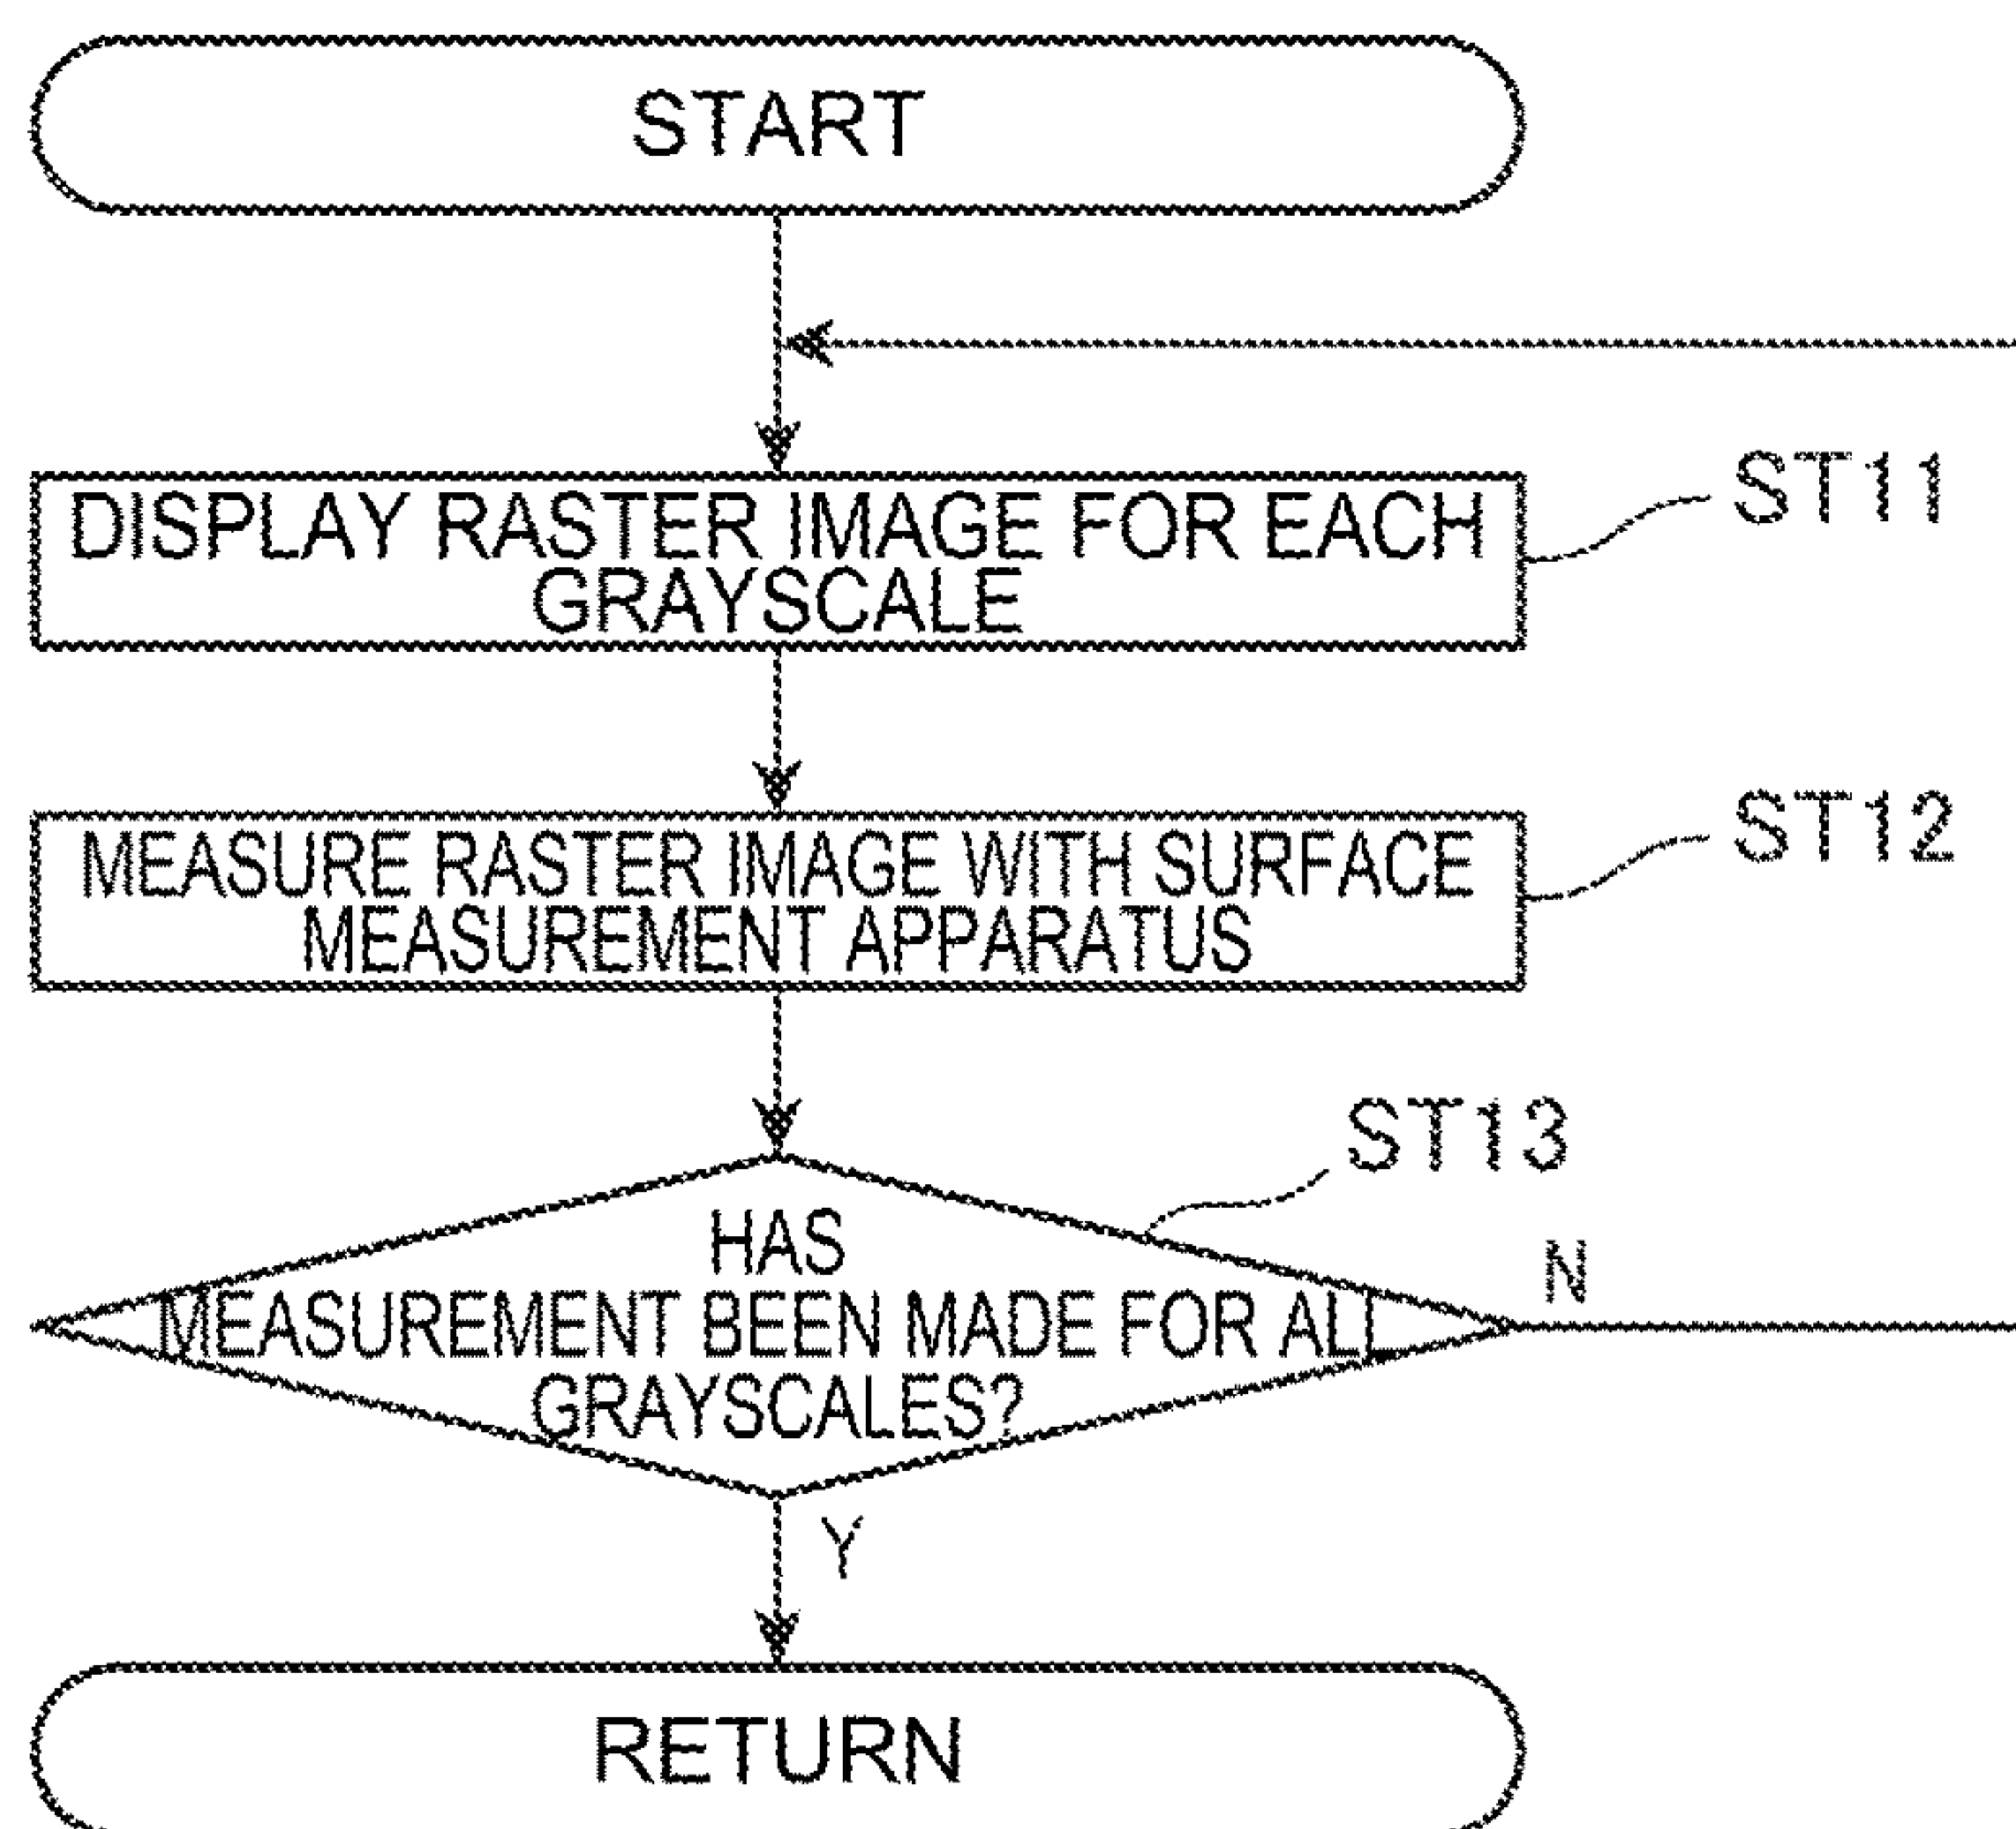 START
DISPLAY RASTER IMAGE FOR EACH
GRAYSCALE
ST11
MEASURE RASTER IMAGE WITH SURFACE
MEASUREMENT APPARATUS
ST12
ST13
HAS
MEASUREMENT BEEN MADE FOR ALL
GRAYSCALES?
N
Y
RETURN